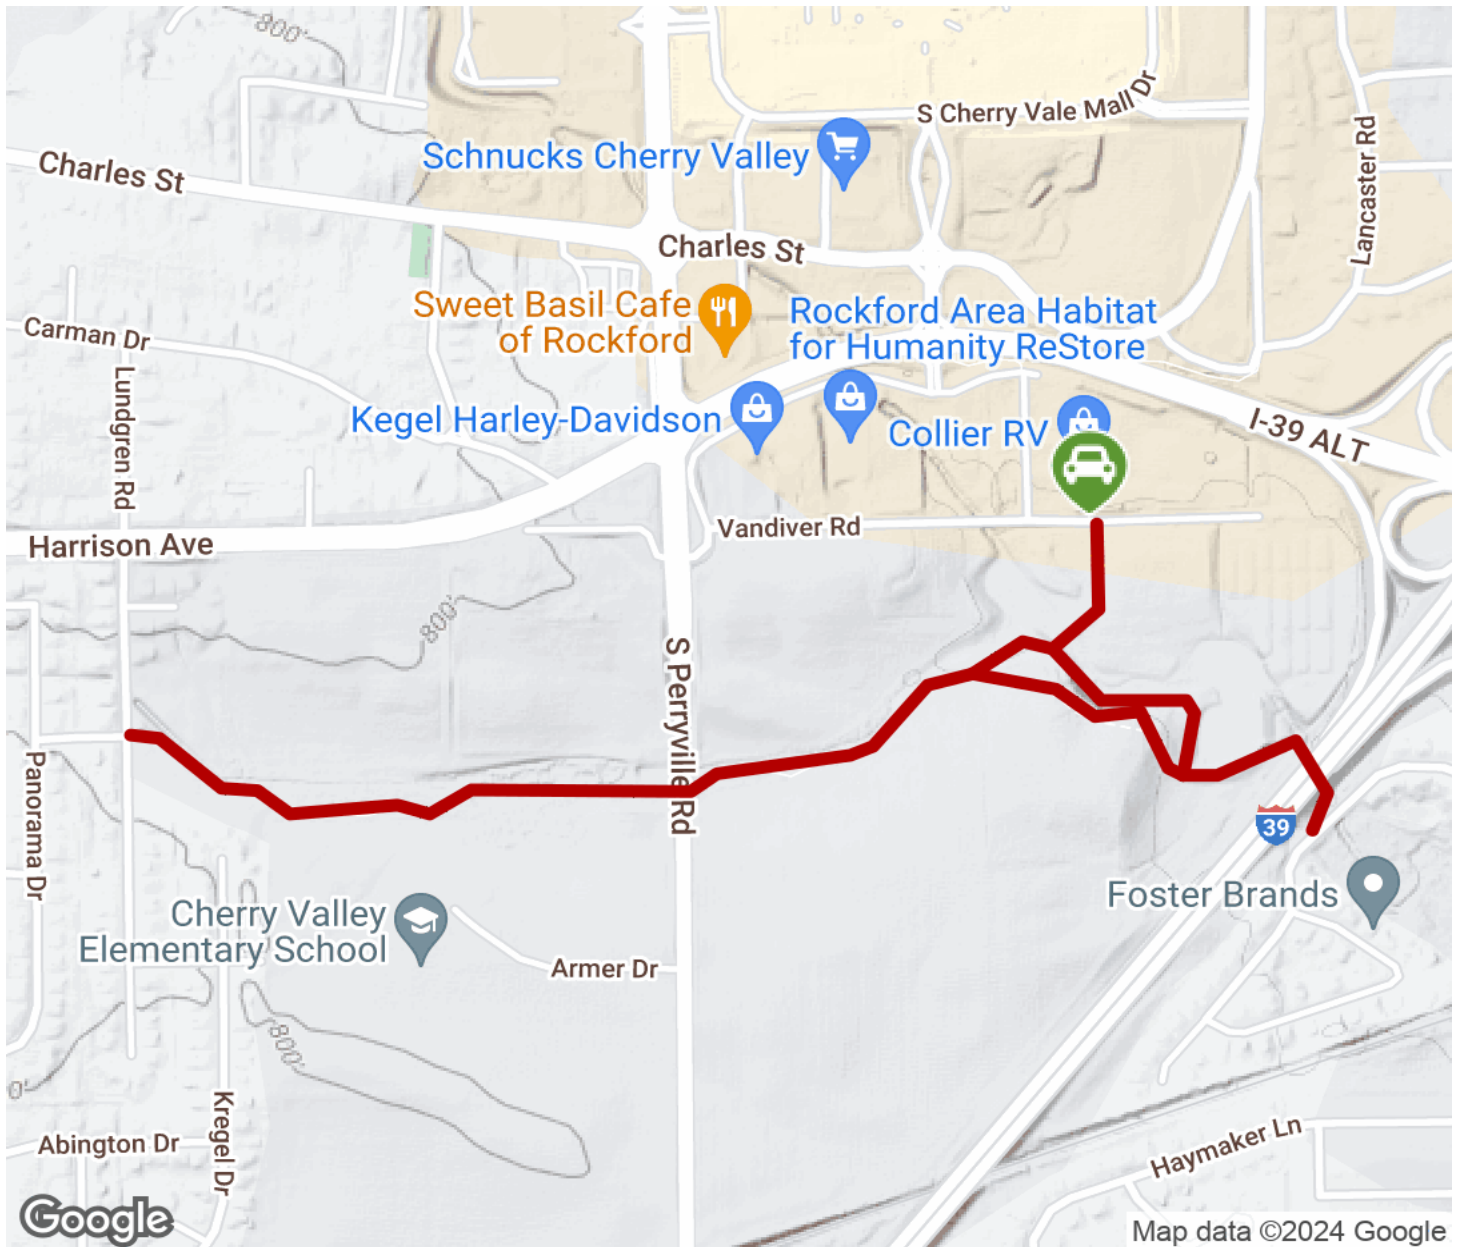 800'
S Cherry Vale Mall Dr
Schnucks Cherry Valley
Charles St
Lancaster Rd
Charles St
Sweet Basil Cafe
of Rockford
Rockford Area Habitat
for Humanity ReStore
Carman Dr
Lundgren Rd
Kegel Harley-Davidson
Collier RV
I-39 ALT
Vandiver Rd
Harrison Ave
800'
S Perryville Rd
Panorama Dr
39
Foster Brands
Cherry Valley
Elementary School
Armer Dr
800'
0'
Kregel Dr
Abington Dr
Haymaker Ln
Google
Map data ©2024 Google